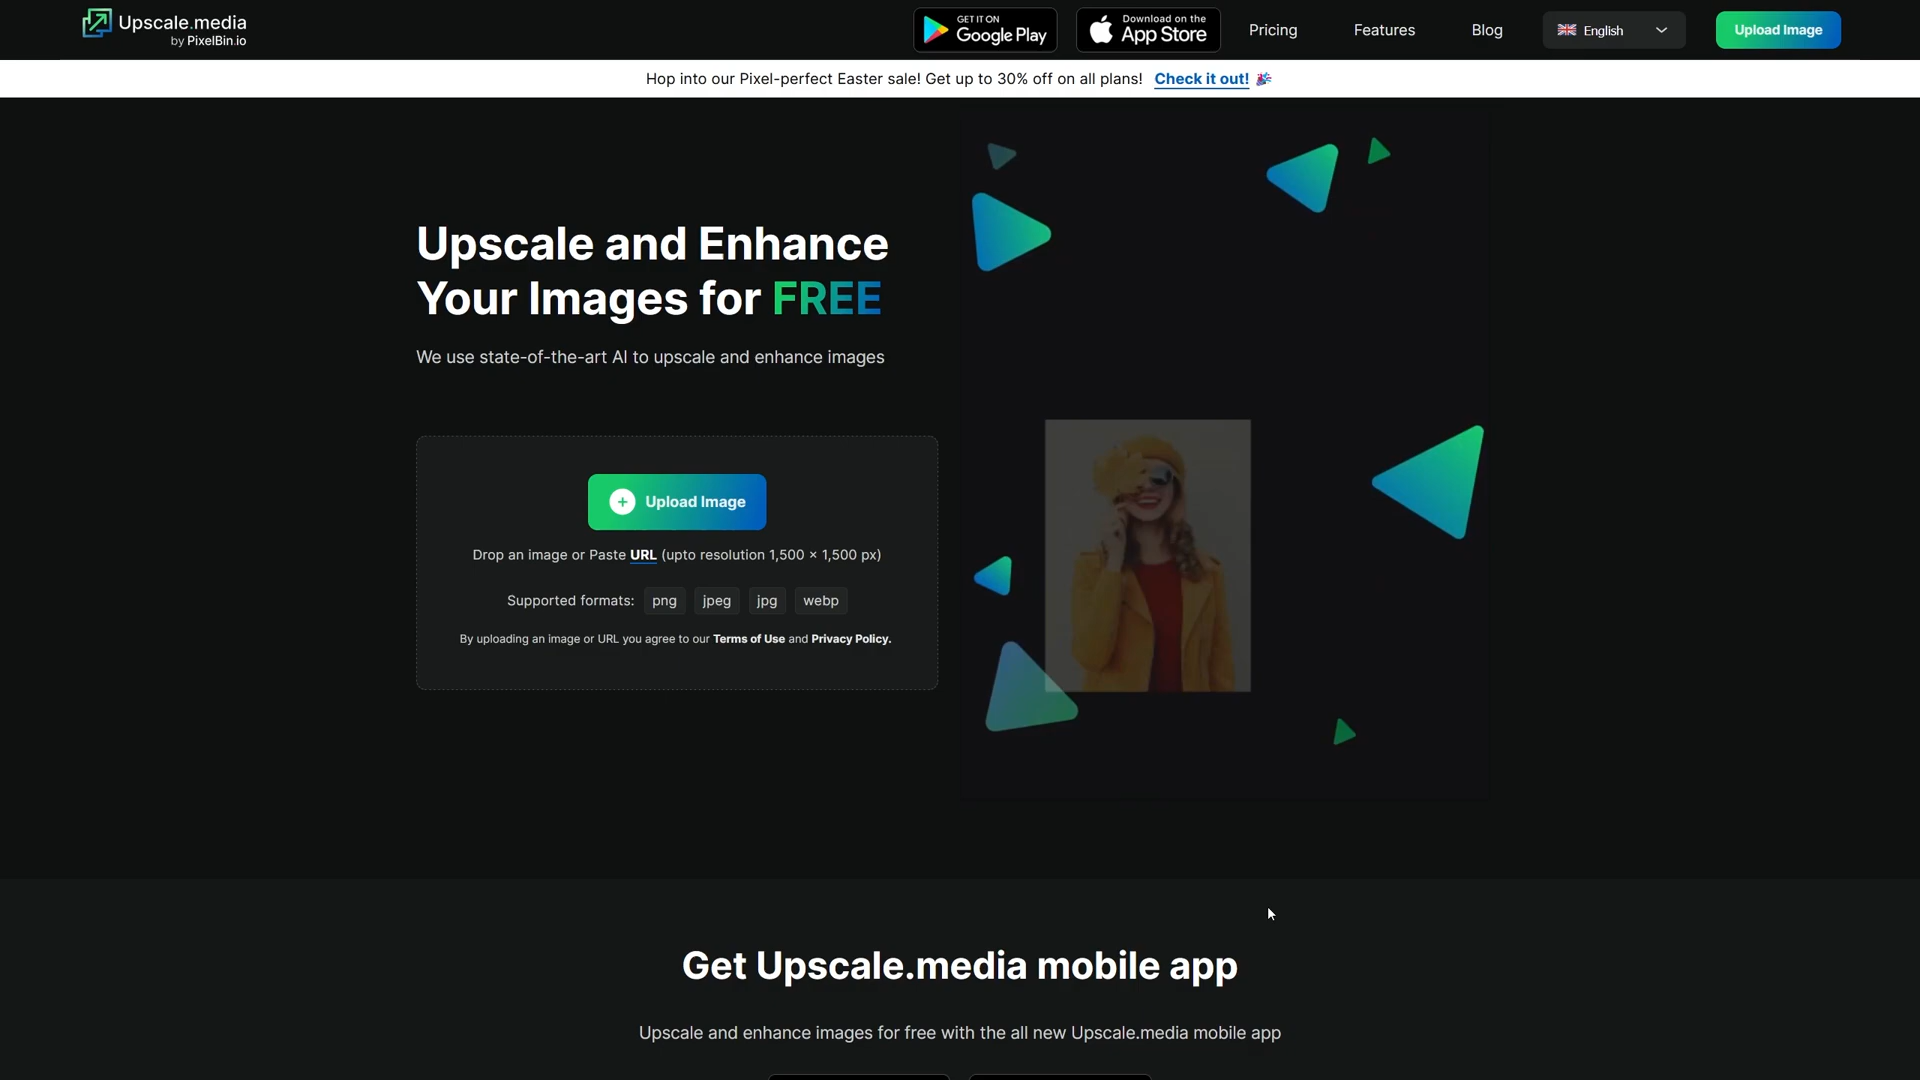 Upscale.media
by PixelBin.io
GET IT ON
Google Play
Download on the
App Store
Pricing
Features
Blog
English
Upload Image
Hop into our Pixel-perfect Easter sale! Get up to 30% off on all plans! Check it out!
Upscale and Enhance
Your Images for FREE
We use state-of-the-art AI to upscale and enhance images
Upload Image
Drop an image or Paste URL (upto resolution 1,500 × 1,500 px)
Supported formats: png jpeg jpg webp
By uploading an image or URL you agree to our Terms of Use and Privacy Policy.
Get Upscale.media mobile app
Upscale and enhance images for free with the all new Upscale.media mobile app